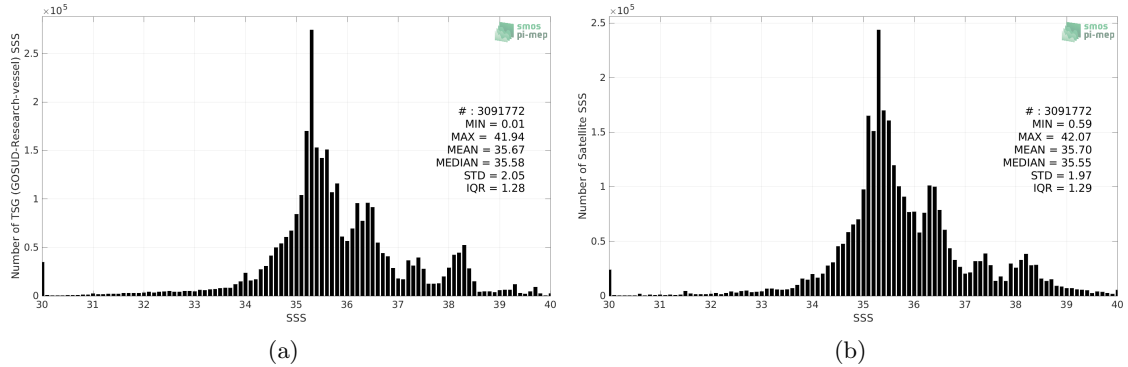 ×10⁵
smos
pi-mep
Number of TSG (GOSUD-Research-vessel) SSS
2.5
2
1.5
1
0.5
0
# : 3091772
MIN = 0.01
MAX = 41.94
MEAN = 35.67
MEDIAN = 35.58
STD = 2.05
IQR = 1.28
30 31 32 33 34 35 36 37 38 39 40
SSS
(a)
×10⁵
smos
pi-mep
Number of Satellite SSS
2.5
2
1.5
1
0.5
0
# : 3091772
MIN = 0.59
MAX = 42.07
MEAN = 35.70
MEDIAN = 35.55
STD = 1.97
IQR = 1.29
30 31 32 33 34 35 36 37 38 39 40
SSS
(b)